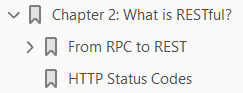 Chapter 2: What is RESTful?
From RPC to REST
HTTP Status Codes